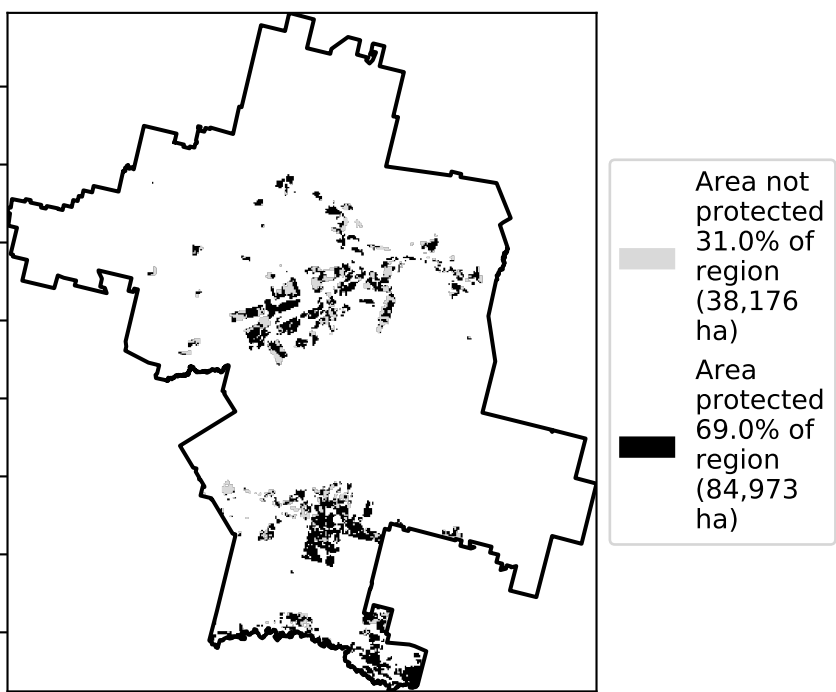 Area not
protected
31.0% of
region
(38,176
ha)
Area
protected
69.0% of
region
(84,973
ha)